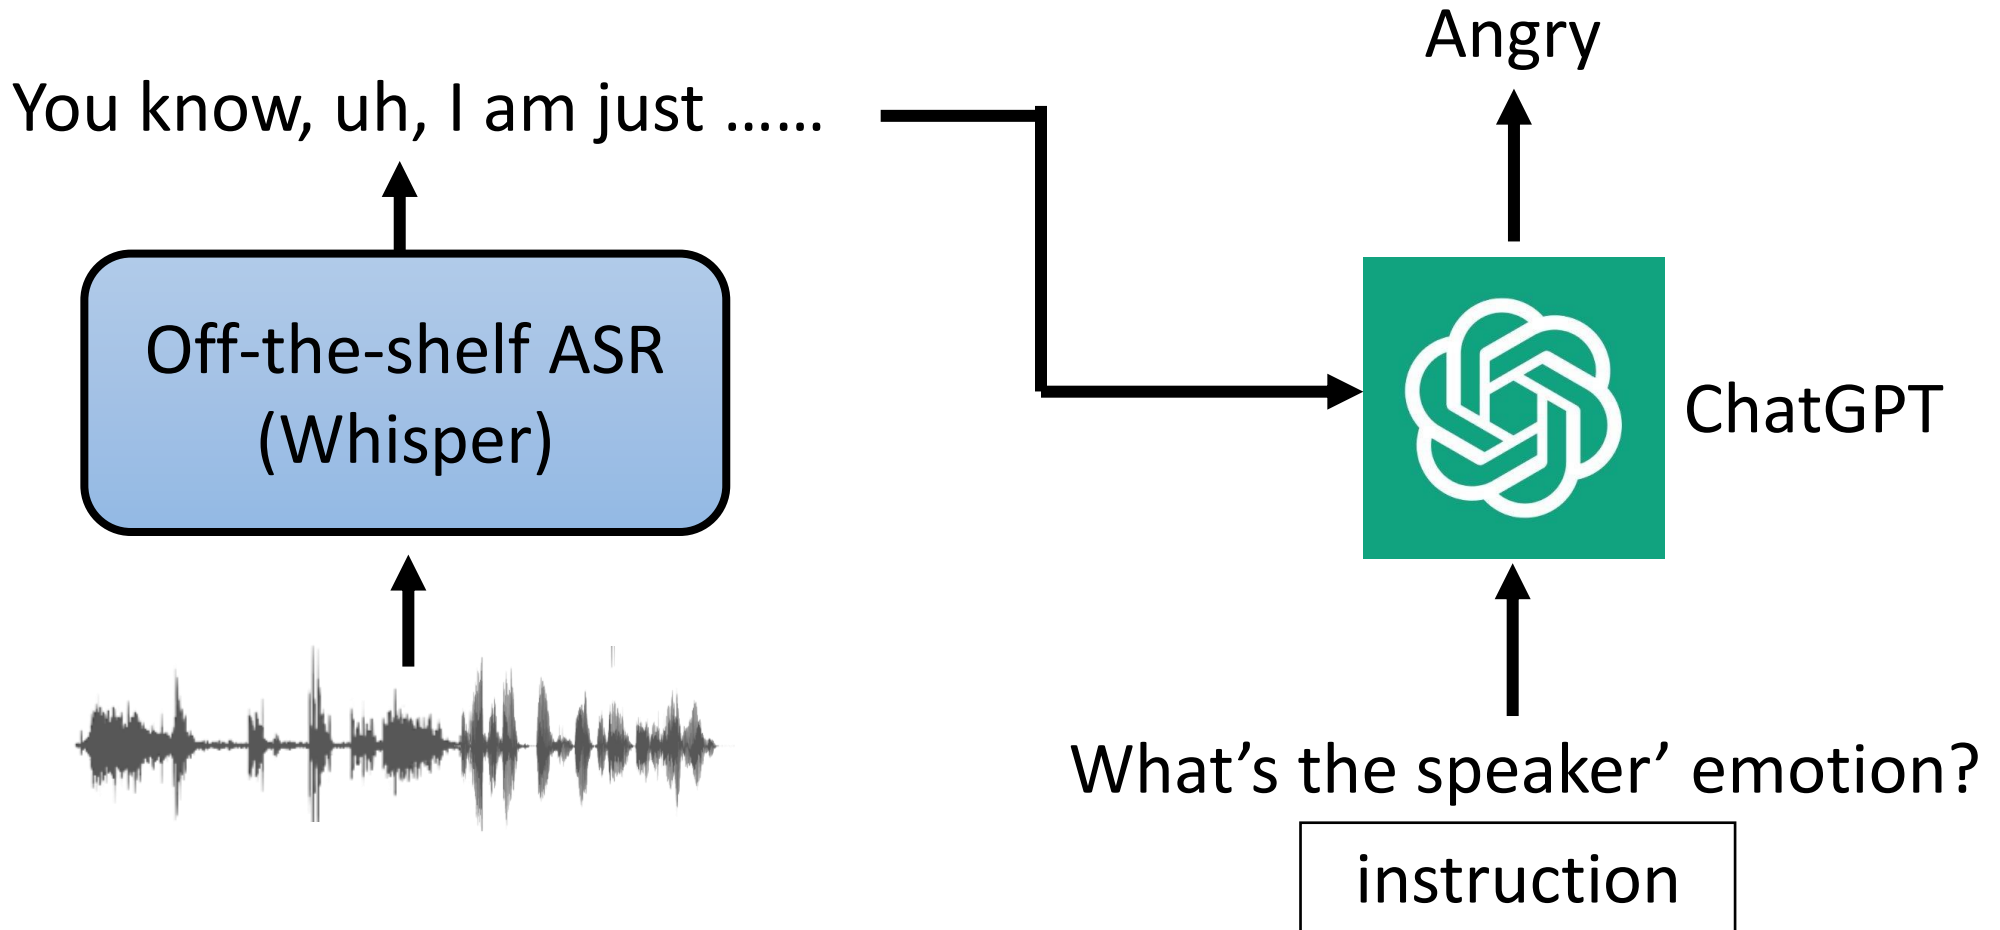 Angry
You know, uh, I am just ……
Off-the-shelf ASR
(Whisper)
ChatGPT
What’s the speaker’ emotion?
instruction